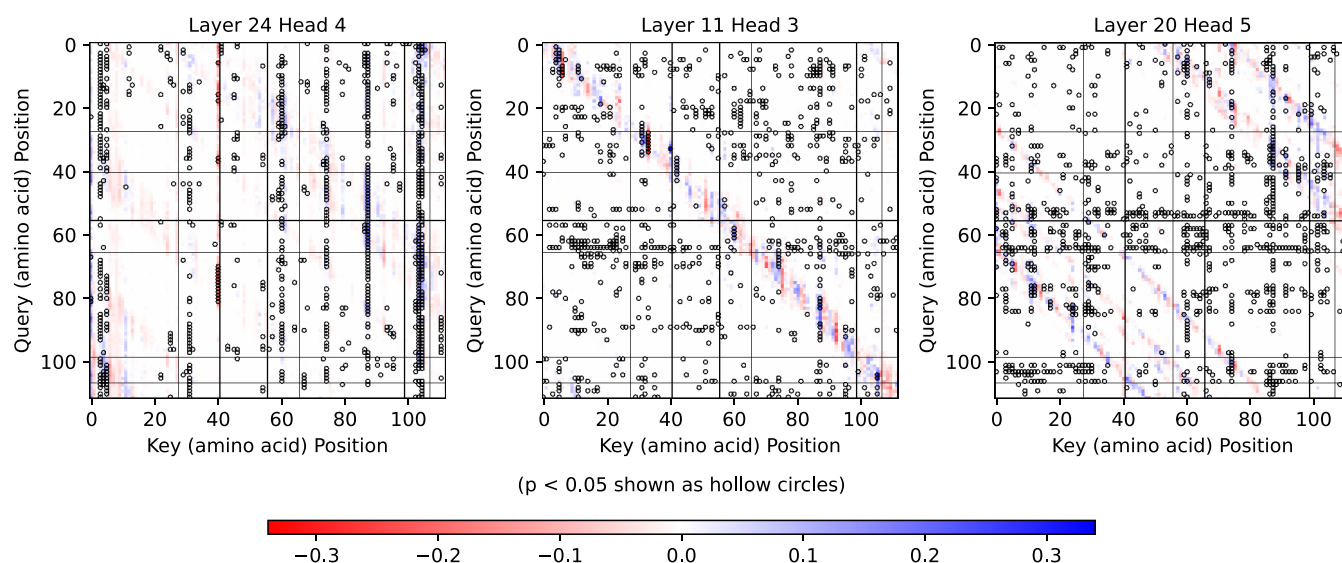 Layer 24 Head 4
Layer 11 Head 3
Layer 20 Head 5
Query (amino acid) Position
0
20
40
60
80
100
0 20 40 60 80 100
Key (amino acid) Position
Query (amino acid) Position
0
20
40
60
80
100
0 20 40 60 80 100
Key (amino acid) Position
Query (amino acid) Position
0
20
40
60
80
100
0 20 40 60 80 100
Key (amino acid) Position
(p < 0.05 shown as hollow circles)
−0.3 −0.2 −0.1 0.0 0.1 0.2 0.3